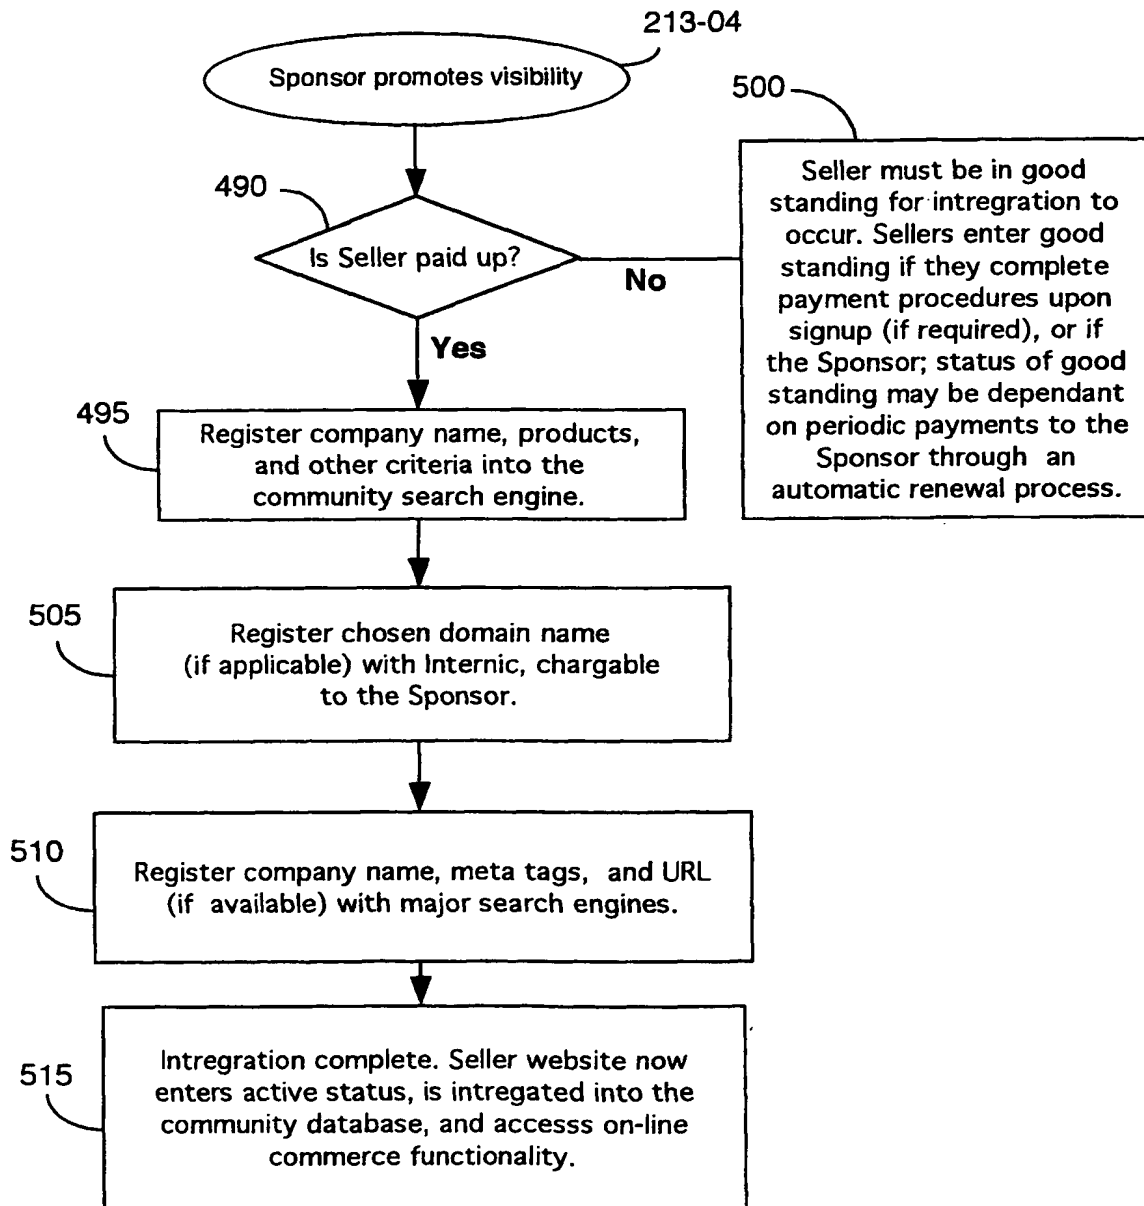 213-04
Sponsor promotes visibility
500
490
Is Seller paid up?
No
Yes
Seller must be in good
standing for intregration to
occur. Sellers enter good
standing if they complete
payment procedures upon
signup (if required), or if
the Sponsor; status of good
standing may be dependant
on periodic payments to the
Sponsor through an
automatic renewal process.
495
Register company name, products,
and other criteria into the
community search engine.
505
Register chosen domain name
(if applicable) with Internic, chargable
to the Sponsor.
510
Register company name, meta tags, and URL
(if available) with major search engines.
515
Intregration complete. Seller website now
enters active status, is intregated into the
community database, and accesss on-line
commerce functionality.